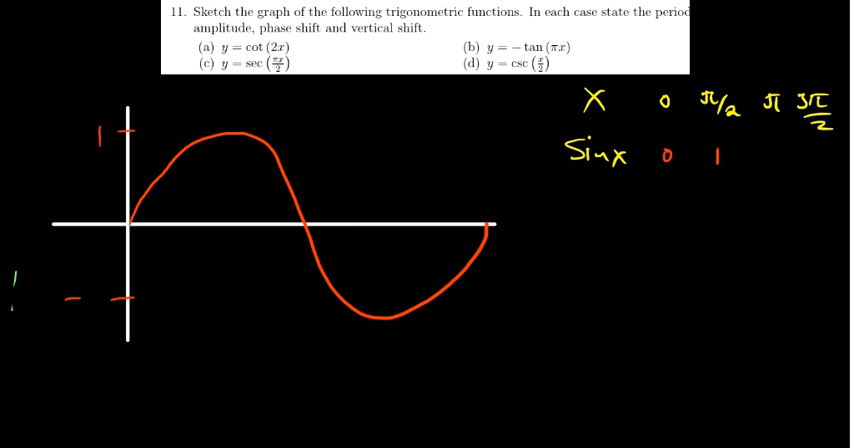 11. Sketch the graph of the following trigonometric functions. In each case state the period
amplitude, phase shift and vertical shift.
(a) y = cot (2x) (b) y = − tan (πx)
(c) y = sec (πx/2) (d) y = csc (x/2)
x 0 π/2 π 3π/2
1
Sinx 0 1